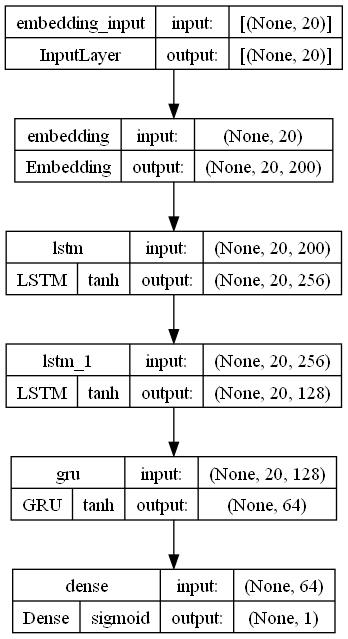 embedding_input input: [(None, 20)]
InputLayer output: [(None, 20)]
embedding input: (None, 20)
Embedding output: (None, 20, 200)
lstm input: (None, 20, 200)
LSTM tanh output: (None, 20, 256)
lstm_1 input: (None, 20, 256)
LSTM tanh output: (None, 20, 128)
gru input: (None, 20, 128)
GRU tanh output: (None, 64)
dense input: (None, 64)
Dense sigmoid output: (None, 1)